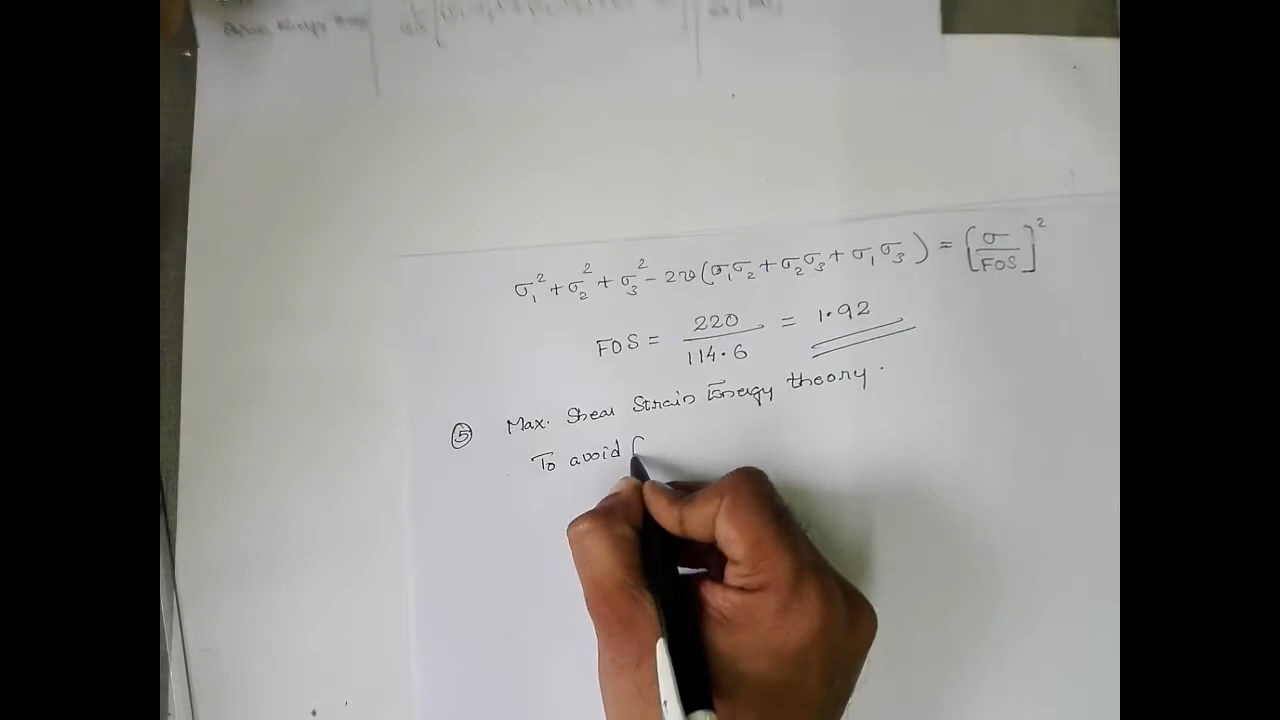 σ₁² + σ₂² + σ₃² - 2ν(σ₁σ₂ + σ₂σ₃ + σ₁σ₃) = [σ/FOS]²
FOS = 220/114.6 = 1.92
⑤ Max. Shear Strain Energy theory.
To avoid